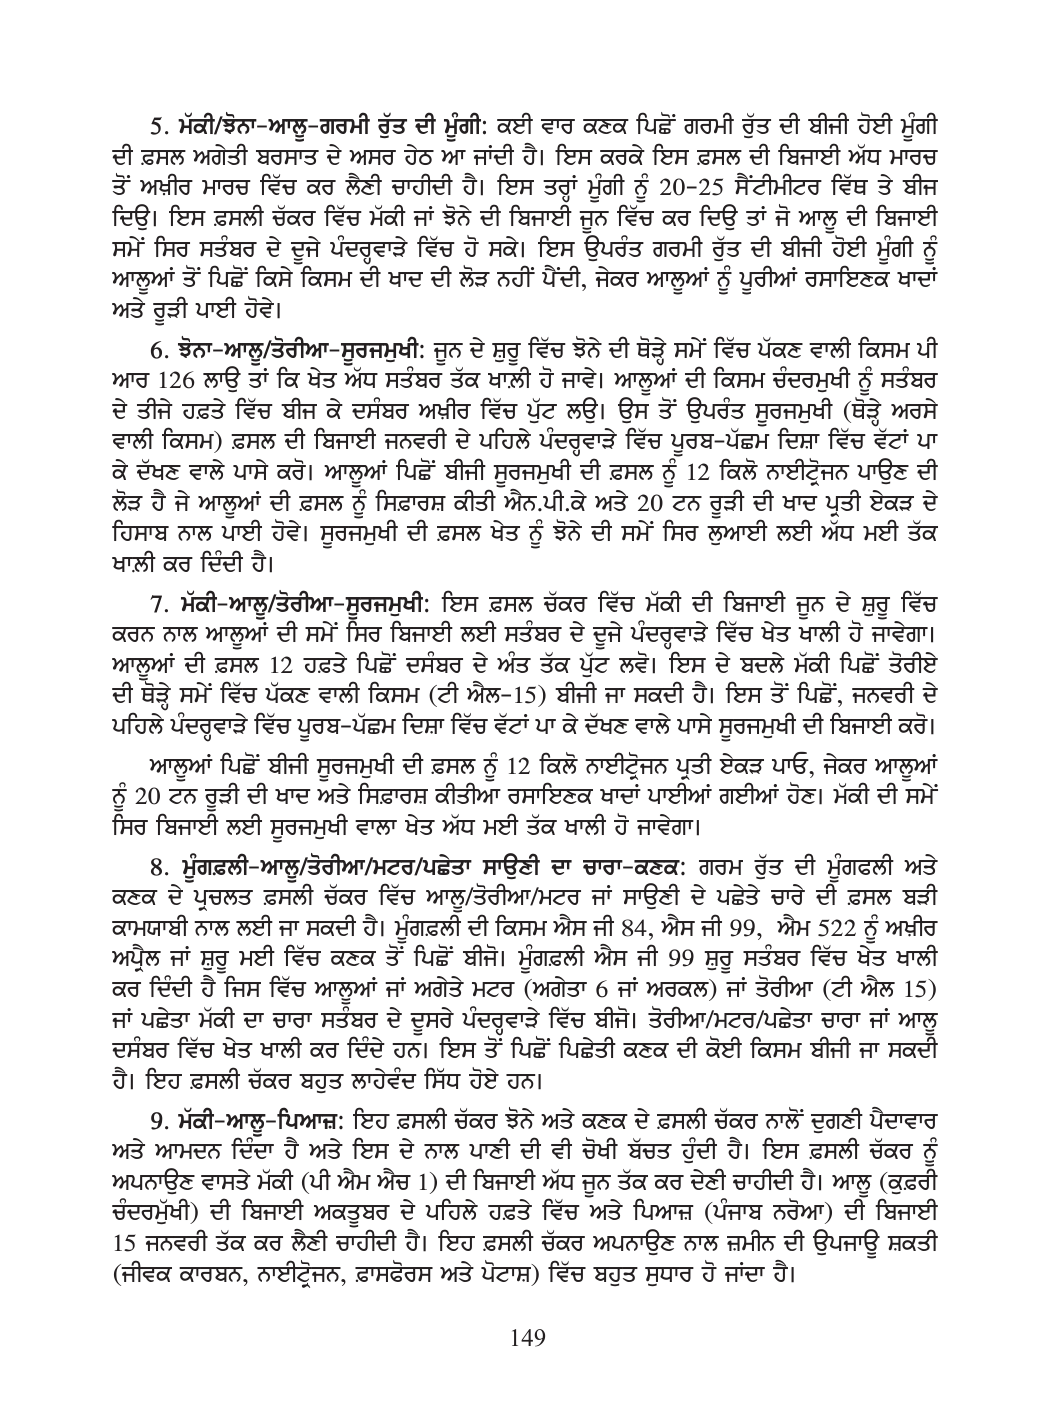 5. ਮੱਕੀ/ਝੋਨਾ-ਆਲੂ-ਗਰਮੀ ਰੁੱਤ ਦੀ ਮੂੰਗੀ: ਕਈ ਵਾਰ ਕਣਕ ਪਿਛੋਂ ਗਰਮੀ ਰੁੱਤ ਦੀ ਬੀਜੀ ਹੋਈ ਮੂੰਗੀ
ਦੀ ਫ਼ਸਲ ਅਗੇਤੀ ਬਰਸਾਤ ਦੇ ਅਸਰ ਹੇਠ ਆ ਜਾਂਦੀ ਹੈ। ਇਸ ਕਰਕੇ ਇਸ ਫ਼ਸਲ ਦੀ ਬਿਜਾਈ ਅੱਧ ਮਾਰਚ
ਤੋਂ ਅਖ਼ੀਰ ਮਾਰਚ ਵਿੱਚ ਕਰ ਲੈਣੀ ਚਾਹੀਦੀ ਹੈ। ਇਸ ਤਰ੍ਹਾਂ ਮੂੰਗੀ ਨੂੰ 20-25 ਸੈਂਟੀਮੀਟਰ ਵਿੱਥ ਤੇ ਬੀਜ
ਦਿਉ। ਇਸ ਫ਼ਸਲੀ ਚੱਕਰ ਵਿੱਚ ਮੱਕੀ ਜਾਂ ਝੋਨੇ ਦੀ ਬਿਜਾਈ ਜੂਨ ਵਿੱਚ ਕਰ ਦਿਉ ਤਾਂ ਜੋ ਆਲੂ ਦੀ ਬਿਜਾਈ
ਸਮੇਂ ਸਿਰ ਸਤੰਬਰ ਦੇ ਦੂਜੇ ਪੰਦਰ੍ਹਵਾੜੇ ਵਿੱਚ ਹੋ ਸਕੇ। ਇਸ ਉਪਰੰਤ ਗਰਮੀ ਰੁੱਤ ਦੀ ਬੀਜੀ ਹੋਈ ਮੂੰਗੀ ਨੂੰ
ਆਲੂਆਂ ਤੋਂ ਪਿਛੋਂ ਕਿਸੇ ਕਿਸਮ ਦੀ ਖਾਦ ਦੀ ਲੋੜ ਨਹੀਂ ਪੈਂਦੀ, ਜੇਕਰ ਆਲੂਆਂ ਨੂੰ ਪੂਰੀਆਂ ਰਸਾਇਣਕ ਖਾਦਾਂ
ਅਤੇ ਰੂੜੀ ਪਾਈ ਹੋਵੇ।
6. ਝੋਨਾ-ਆਲੂ/ਤੋਰੀਆ-ਸੂਰਜਮੁਖੀ: ਜੂਨ ਦੇ ਸ਼ੁਰੂ ਵਿੱਚ ਝੋਨੇ ਦੀ ਥੋੜ੍ਹੇ ਸਮੇਂ ਵਿੱਚ ਪੱਕਣ ਵਾਲੀ ਕਿਸਮ ਪੀ
ਆਰ 126 ਲਾਉ ਤਾਂ ਕਿ ਖੇਤ ਅੱਧ ਸਤੰਬਰ ਤੱਕ ਖਾਲ਼ੀ ਹੋ ਜਾਵੇ। ਆਲੂਆਂ ਦੀ ਕਿਸਮ ਚੰਦਰਮੁਖੀ ਨੂੰ ਸਤੰਬਰ
ਦੇ ਤੀਜੇ ਹਫ਼ਤੇ ਵਿੱਚ ਬੀਜ ਕੇ ਦਸੰਬਰ ਅਖ਼ੀਰ ਵਿੱਚ ਪੁੱਟ ਲਉ। ਉਸ ਤੋਂ ਉਪਰੰਤ ਸੂਰਜਮੁਖੀ (ਥੋੜ੍ਹੇ ਅਰਸੇ
ਵਾਲੀ ਕਿਸਮ) ਫ਼ਸਲ ਦੀ ਬਿਜਾਈ ਜਨਵਰੀ ਦੇ ਪਹਿਲੇ ਪੰਦਰ੍ਹਵਾੜੇ ਵਿੱਚ ਪੂਰਬ-ਪੱਛਮ ਦਿਸ਼ਾ ਵਿੱਚ ਵੱਟਾਂ ਪਾ
ਕੇ ਦੱਖਣ ਵਾਲੇ ਪਾਸੇ ਕਰੋ। ਆਲੂਆਂ ਪਿਛੋਂ ਬੀਜੀ ਸੂਰਜਮੁਖੀ ਦੀ ਫ਼ਸਲ ਨੂੰ 12 ਕਿਲੋ ਨਾਈਟ੍ਰੋਜਨ ਪਾਉਣ ਦੀ
ਲੋੜ ਹੈ ਜੇ ਆਲੂਆਂ ਦੀ ਫ਼ਸਲ ਨੂੰ ਸਿਫ਼ਾਰਸ਼ ਕੀਤੀ ਐਨ.ਪੀ.ਕੇ ਅਤੇ 20 ਟਨ ਰੂੜੀ ਦੀ ਖਾਦ ਪ੍ਰਤੀ ਏਕੜ ਦੇ
ਹਿਸਾਬ ਨਾਲ ਪਾਈ ਹੋਵੇ। ਸੂਰਜਮੁਖੀ ਦੀ ਫ਼ਸਲ ਖੇਤ ਨੂੰ ਝੋਨੇ ਦੀ ਸਮੇਂ ਸਿਰ ਲੁਆਈ ਲਈ ਅੱਧ ਮਈ ਤੱਕ
ਖਾਲ਼ੀ ਕਰ ਦਿੰਦੀ ਹੈ।
7. ਮੱਕੀ-ਆਲੂ/ਤੋਰੀਆ-ਸੂਰਜਮੁਖੀ: ਇਸ ਫ਼ਸਲ ਚੱਕਰ ਵਿੱਚ ਮੱਕੀ ਦੀ ਬਿਜਾਈ ਜੂਨ ਦੇ ਸ਼ੁਰੂ ਵਿੱਚ
ਕਰਨ ਨਾਲ ਆਲੂਆਂ ਦੀ ਸਮੇਂ ਸਿਰ ਬਿਜਾਈ ਲਈ ਸਤੰਬਰ ਦੇ ਦੂਜੇ ਪੰਦਰ੍ਹਵਾੜੇ ਵਿੱਚ ਖੇਤ ਖਾਲੀ ਹੋ ਜਾਵੇਗਾ।
ਆਲੂਆਂ ਦੀ ਫ਼ਸਲ 12 ਹਫ਼ਤੇ ਪਿਛੋਂ ਦਸੰਬਰ ਦੇ ਅੰਤ ਤੱਕ ਪੁੱਟ ਲਵੋ। ਇਸ ਦੇ ਬਦਲੇ ਮੱਕੀ ਪਿਛੋਂ ਤੋਰੀਏ
ਦੀ ਥੋੜ੍ਹੇ ਸਮੇਂ ਵਿੱਚ ਪੱਕਣ ਵਾਲੀ ਕਿਸਮ (ਟੀ ਐਲ-15) ਬੀਜੀ ਜਾ ਸਕਦੀ ਹੈ। ਇਸ ਤੋਂ ਪਿਛੋਂ, ਜਨਵਰੀ ਦੇ
ਪਹਿਲੇ ਪੰਦਰ੍ਹਵਾੜੇ ਵਿੱਚ ਪੂਰਬ-ਪੱਛਮ ਦਿਸ਼ਾ ਵਿੱਚ ਵੱਟਾਂ ਪਾ ਕੇ ਦੱਖਣ ਵਾਲੇ ਪਾਸੇ ਸੂਰਜਮੁਖੀ ਦੀ ਬਿਜਾਈ ਕਰੋ।
ਆਲੂਆਂ ਪਿਛੋਂ ਬੀਜੀ ਸੂਰਜਮੁਖੀ ਦੀ ਫ਼ਸਲ ਨੂੰ 12 ਕਿਲੋ ਨਾਈਟ੍ਰੋਜਨ ਪ੍ਰਤੀ ਏਕੜ ਪਾਓ, ਜੇਕਰ ਆਲੂਆਂ
ਨੂੰ 20 ਟਨ ਰੂੜੀ ਦੀ ਖਾਦ ਅਤੇ ਸਿਫ਼ਾਰਸ਼ ਕੀਤੀਆ ਰਸਾਇਣਕ ਖਾਦਾਂ ਪਾਈਆਂ ਗਈਆਂ ਹੋਣ। ਮੱਕੀ ਦੀ ਸਮੇਂ
ਸਿਰ ਬਿਜਾਈ ਲਈ ਸੂਰਜਮੁਖੀ ਵਾਲਾ ਖੇਤ ਅੱਧ ਮਈ ਤੱਕ ਖਾਲੀ ਹੋ ਜਾਵੇਗਾ।
8. ਮੂੰਗਫ਼ਲੀ-ਆਲੂ/ਤੋਰੀਆ/ਮਟਰ/ਪਛੇਤਾ ਸਾਉਣੀ ਦਾ ਚਾਰਾ-ਕਣਕ: ਗਰਮ ਰੁੱਤ ਦੀ ਮੂੰਗਫਲੀ ਅਤੇ
ਕਣਕ ਦੇ ਪ੍ਰਚਲਤ ਫ਼ਸਲੀ ਚੱਕਰ ਵਿੱਚ ਆਲੂ/ਤੋਰੀਆ/ਮਟਰ ਜਾਂ ਸਾਉਣੀ ਦੇ ਪਛੇਤੇ ਚਾਰੇ ਦੀ ਫ਼ਸਲ ਬੜੀ
ਕਾਮਯਾਬੀ ਨਾਲ ਲਈ ਜਾ ਸਕਦੀ ਹੈ। ਮੂੰਗਫ਼ਲੀ ਦੀ ਕਿਸਮ ਐਸ ਜੀ 84, ਐਸ ਜੀ 99, ਐਮ 522 ਨੂੰ ਅਖ਼ੀਰ
ਅਪ੍ਰੈਲ ਜਾਂ ਸ਼ੁਰੂ ਮਈ ਵਿੱਚ ਕਣਕ ਤੋਂ ਪਿਛੋਂ ਬੀਜੋ। ਮੂੰਗਫ਼ਲੀ ਐਸ ਜੀ 99 ਸ਼ੁਰੂ ਸਤੰਬਰ ਵਿੱਚ ਖੇਤ ਖਾਲੀ
ਕਰ ਦਿੰਦੀ ਹੈ ਜਿਸ ਵਿੱਚ ਆਲੂਆਂ ਜਾਂ ਅਗੇਤੇ ਮਟਰ (ਅਗੇਤਾ 6 ਜਾਂ ਅਰਕਲ) ਜਾਂ ਤੋਰੀਆ (ਟੀ ਐਲ 15)
ਜਾਂ ਪਛੇਤਾ ਮੱਕੀ ਦਾ ਚਾਰਾ ਸਤੰਬਰ ਦੇ ਦੂਸਰੇ ਪੰਦਰ੍ਹਵਾੜੇ ਵਿੱਚ ਬੀਜੋ। ਤੋਰੀਆ/ਮਟਰ/ਪਛੇਤਾ ਚਾਰਾ ਜਾਂ ਆਲੂ
ਦਸੰਬਰ ਵਿੱਚ ਖੇਤ ਖਾਲੀ ਕਰ ਦਿੰਦੇ ਹਨ। ਇਸ ਤੋਂ ਪਿਛੋਂ ਪਿਛੇਤੀ ਕਣਕ ਦੀ ਕੋਈ ਕਿਸਮ ਬੀਜੀ ਜਾ ਸਕਦੀ
ਹੈ। ਇਹ ਫ਼ਸਲੀ ਚੱਕਰ ਬਹੁਤ ਲਾਹੇਵੰਦ ਸਿੱਧ ਹੋਏ ਹਨ।
9. ਮੱਕੀ-ਆਲੂ-ਪਿਆਜ਼: ਇਹ ਫ਼ਸਲੀ ਚੱਕਰ ਝੋਨੇ ਅਤੇ ਕਣਕ ਦੇ ਫ਼ਸਲੀ ਚੱਕਰ ਨਾਲੋਂ ਦੁਗਣੀ ਪੈਦਾਵਾਰ
ਅਤੇ ਆਮਦਨ ਦਿੰਦਾ ਹੈ ਅਤੇ ਇਸ ਦੇ ਨਾਲ ਪਾਣੀ ਦੀ ਵੀ ਚੋਖੀ ਬੱਚਤ ਹੁੰਦੀ ਹੈ। ਇਸ ਫ਼ਸਲੀ ਚੱਕਰ ਨੂੰ
ਅਪਨਾਉਣ ਵਾਸਤੇ ਮੱਕੀ (ਪੀ ਐਮ ਐਚ 1) ਦੀ ਬਿਜਾਈ ਅੱਧ ਜੂਨ ਤੱਕ ਕਰ ਦੇਣੀ ਚਾਹੀਦੀ ਹੈ। ਆਲੂ (ਕੁਫ਼ਰੀ
ਚੰਦਰਮੁੱਖੀ) ਦੀ ਬਿਜਾਈ ਅਕਤੂਬਰ ਦੇ ਪਹਿਲੇ ਹਫ਼ਤੇ ਵਿੱਚ ਅਤੇ ਪਿਆਜ਼ (ਪੰਜਾਬ ਨਰੋਆ) ਦੀ ਬਿਜਾਈ
15 ਜਨਵਰੀ ਤੱਕ ਕਰ ਲੈਣੀ ਚਾਹੀਦੀ ਹੈ। ਇਹ ਫ਼ਸਲੀ ਚੱਕਰ ਅਪਨਾਉਣ ਨਾਲ ਜ਼ਮੀਨ ਦੀ ਉਪਜਾਊ ਸ਼ਕਤੀ
(ਜੀਵਕ ਕਾਰਬਨ, ਨਾਈਟ੍ਰੋਜਨ, ਫ਼ਾਸਫੋਰਸ ਅਤੇ ਪੋਟਾਸ਼) ਵਿੱਚ ਬਹੁਤ ਸੁਧਾਰ ਹੋ ਜਾਂਦਾ ਹੈ।
149